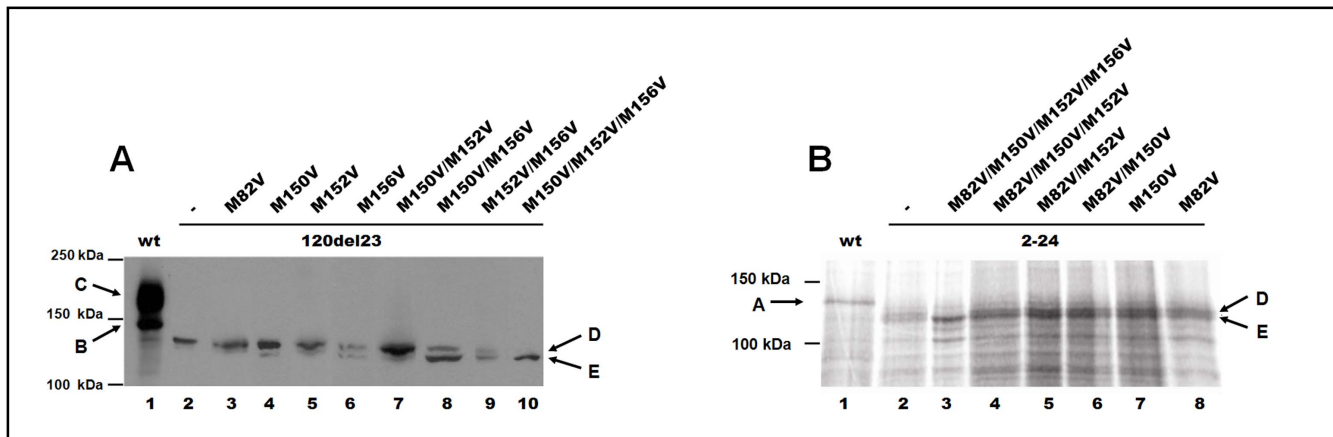 A
-
M82V
M150V
M152V
M156V
M150V/M152V
M150V/M156V
M152V/M156V
M150V/M152V/M156V
wt
120del23
250 kDa
C
150 kDa
B
D
E
100 kDa
1 2 3 4 5 6 7 8 9 10
B
-
M82V/M150V/M152V/M156V
M82V/M150V/M152V
M82V/M152V
M82V/M150V
M150V
M82V
wt
2-24
150 kDa
A
D
E
100 kDa
1 2 3 4 5 6 7 8